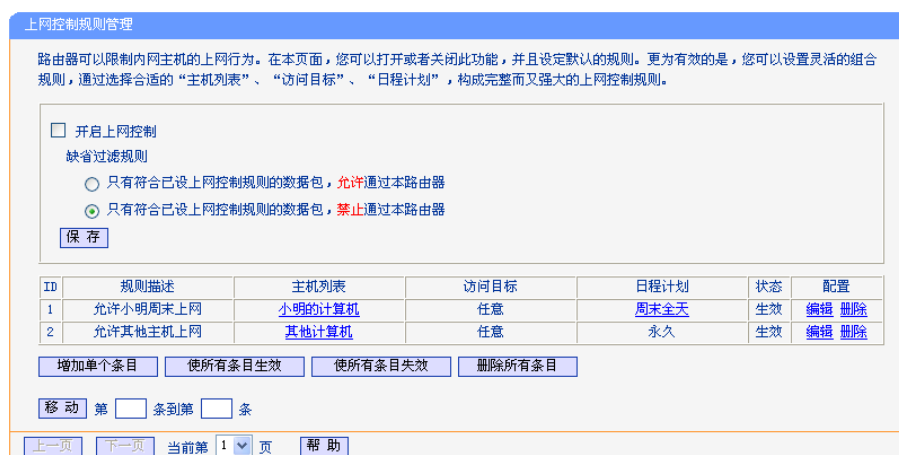 上网控制规则管理
路由器可以限制内网主机的上网行为。在本页面，您可以打开或者关闭此功能，并且设定默认的规则。更为有效的是，您可以设置灵活的组合
规则，通过选择合适的“主机列表”、“访问目标”、“日程计划”，构成完整而又强大的上网控制规则。
开启上网控制
缺省过滤规则
只有符合已设上网控制规则的数据包，允许通过本路由器
只有符合已设上网控制规则的数据包，禁止通过本路由器
保 存
ID 规则描述 主机列表 访问目标 日程计划 状态 配置
1 允许小明周末上网 小明的计算机 任意 周末全天 生效 编辑 删除
2 允许其他主机上网 其他计算机 任意 永久 生效 编辑 删除
增加单个条目 使所有条目生效 使所有条目失效 删除所有条目
移 动 第 条到第 条
上一页 下一页 当前第 1 页 帮 助